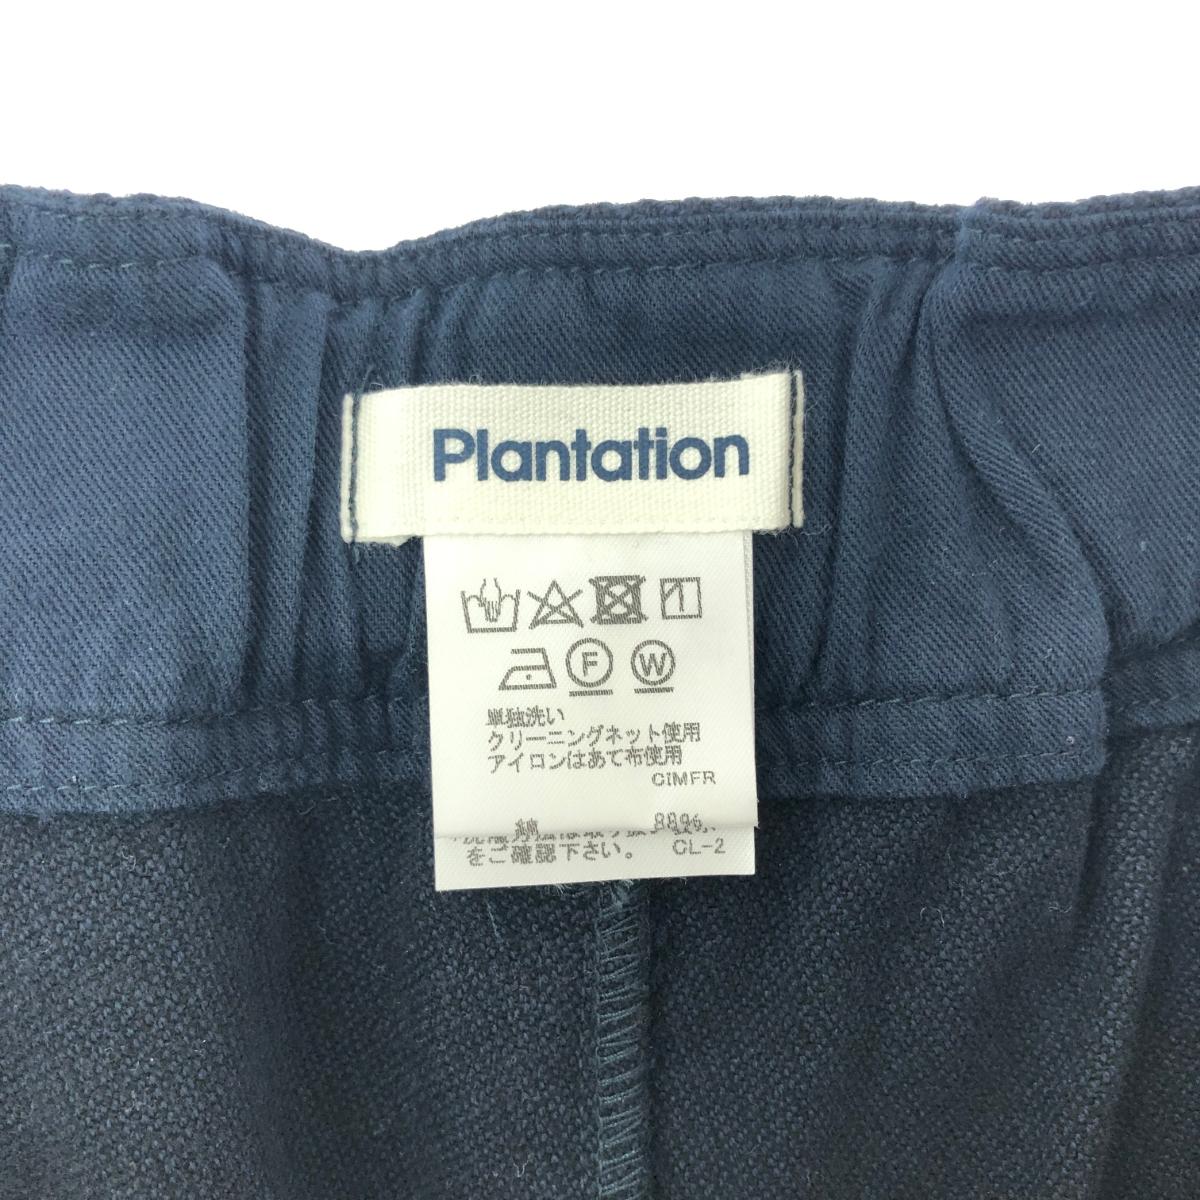 Plantation
F W
単独洗い
クリーニングネット使用
アイロンはあて布使用
CIMFR
綿 88%
をご確認下さい。 CL-2